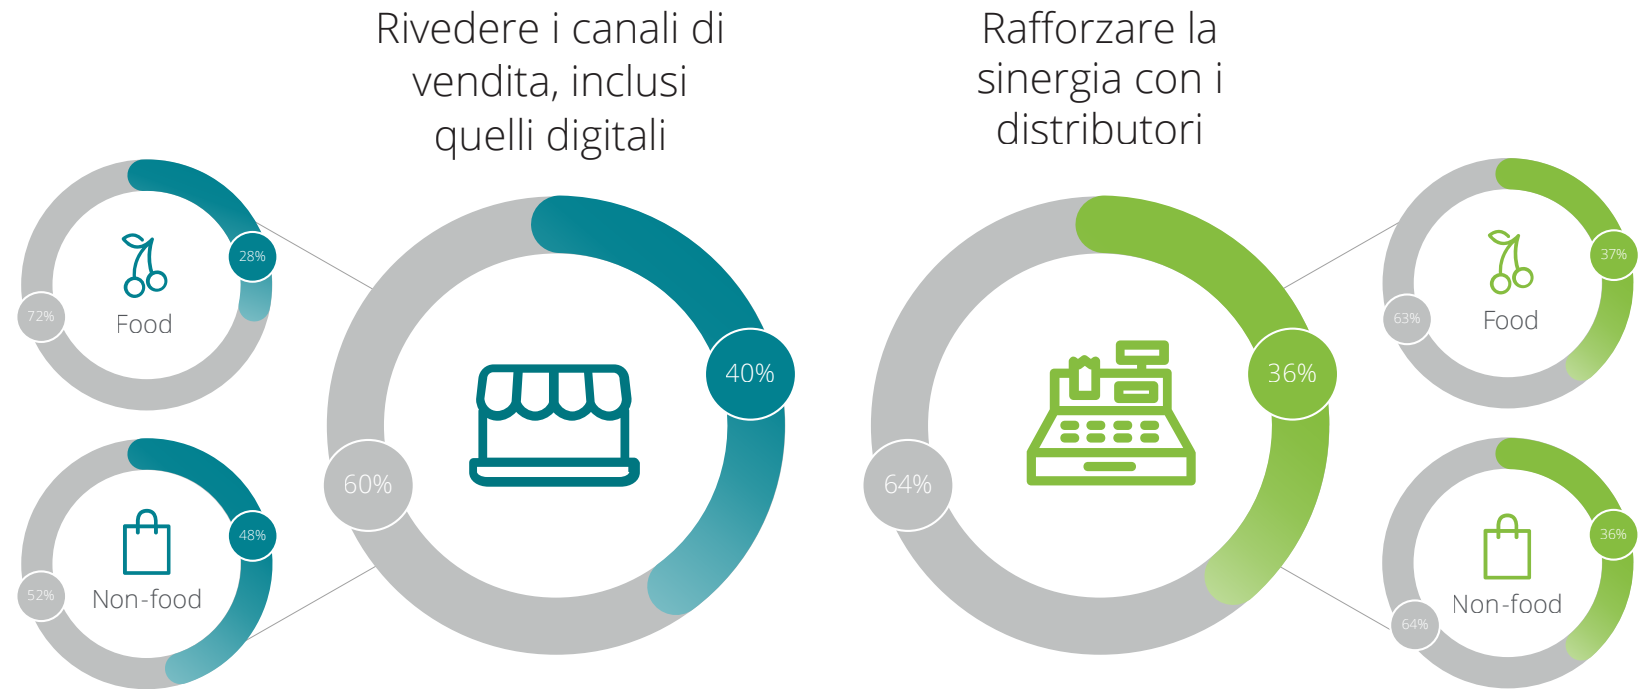 Rivedere i canali di
vendita, inclusi
quelli digitali
28%
72%
Food
48%
52%
Non-food
40%
60%
Rafforzare la
sinergia con i
distributori
36%
64%
37%
63%
Food
36%
64%
Non-food